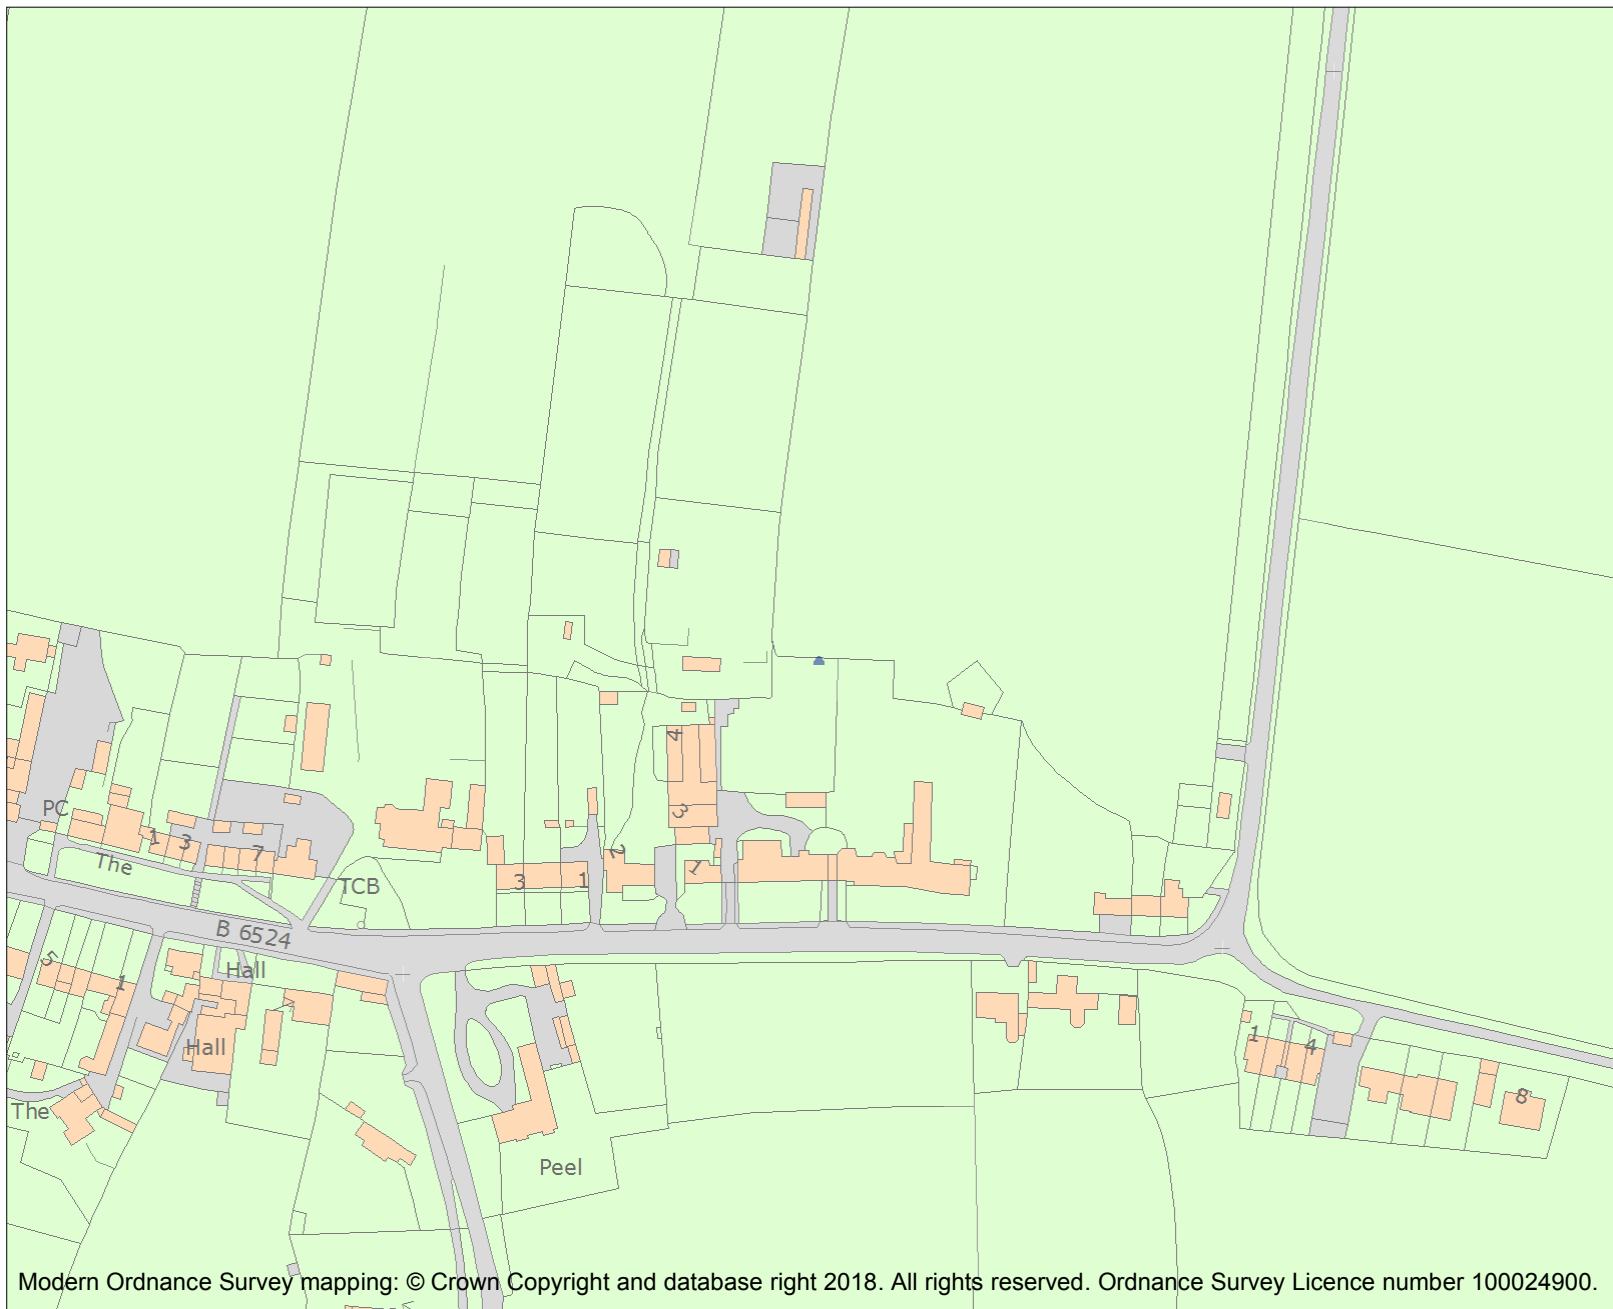 4
PC
1
3
3
The
7
2
1
TCB
3
1
B 6524
5
Hall
1
Hall
1
4
The
8
Peel
Modern Ordnance Survey mapping: © Crown Copyright and database right 2018. All rights reserved. Ordnance Survey Licence number 100024900.